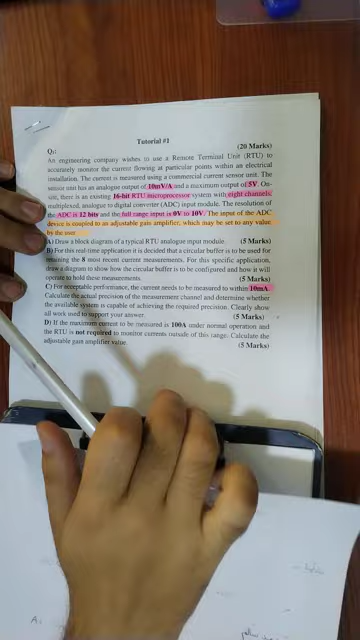 Tutorial #1
Q1: (20 Marks)
An engineering company wishes to use a Remote Terminal Unit (RTU) to
accurately monitor the current flowing at particular points within an electrical
installation. The current is measured using a commercial current sensor unit. The
sensor unit has an analogue output of 10mV/A and a maximum output of 5V. On-
site, there is an existing 16-bit RTU microprocessor system with eight channels,
multiplexed, analogue to digital converter (ADC) input module. The resolution of
the ADC is 12 bits and the full range input is 0V to 10V. The input of the ADC
device is coupled to an adjustable gain amplifier, which may be set to any value
by the user.
A) Draw a block diagram of a typical RTU analogue input module. (5 Marks)
B) For this real-time application it is decided that a circular buffer is to be used for
retaining the 8 most recent current measurements. For this specific application,
draw a diagram to show how the circular buffer is to be configured and how it will
operate to hold these measurements. (5 Marks)
C) For acceptable performance, the current needs to be measured to within 10mA.
Calculate the actual precision of the measurement channel and determine whether
the available system is capable of achieving the required precision. Clearly show
all work used to support your answer. (5 Marks)
D) If the maximum current to be measured is 100A under normal operation and
the RTU is not required to monitor currents outside of this range. Calculate the
adjustable gain amplifier value. (5 Marks)